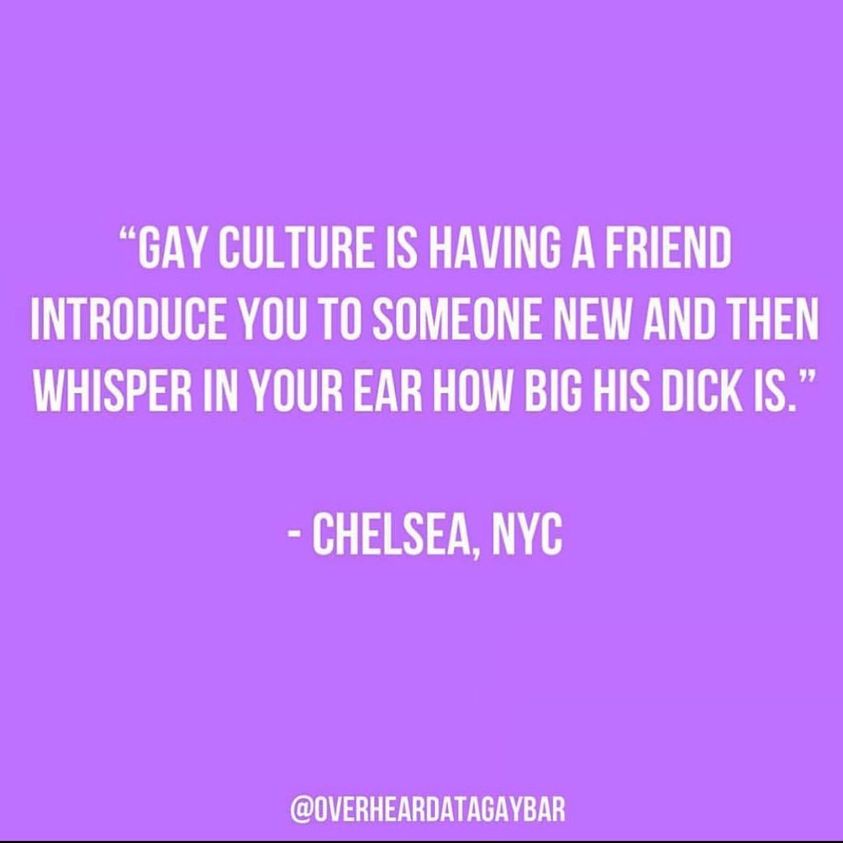 “GAY CULTURE IS HAVING A FRIEND
INTRODUCE YOU TO SOMEONE NEW AND THEN
WHISPER IN YOUR EAR HOW BIG HIS DICK IS.”
- CHELSEA, NYC
@OVERHEARDATAGAYBAR